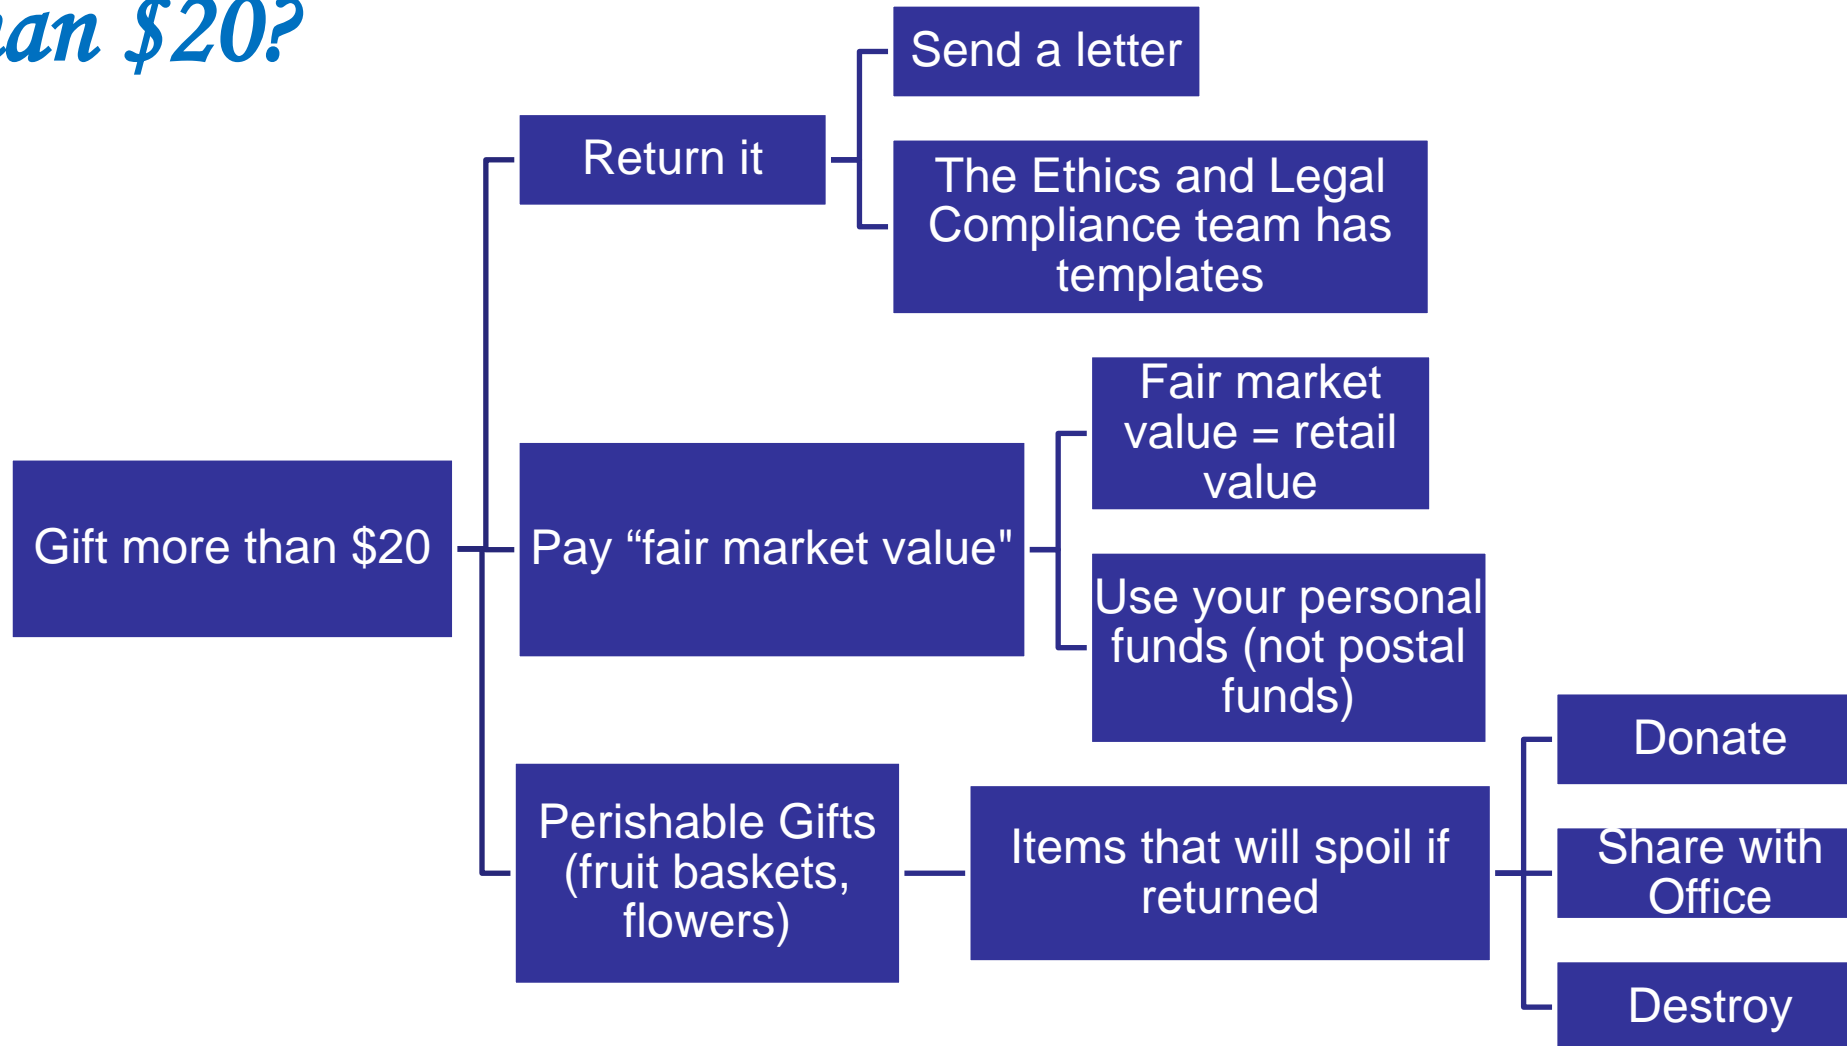 than $20?
Send a letter
Return it
The Ethics and Legal
Compliance team has
templates
Fair market
value = retail
value
Gift more than $20
Pay “fair market value"
Use your personal
funds (not postal
funds)
Perishable Gifts
(fruit baskets,
flowers)
Items that will spoil if
returned
Donate
Share with
Office
Destroy